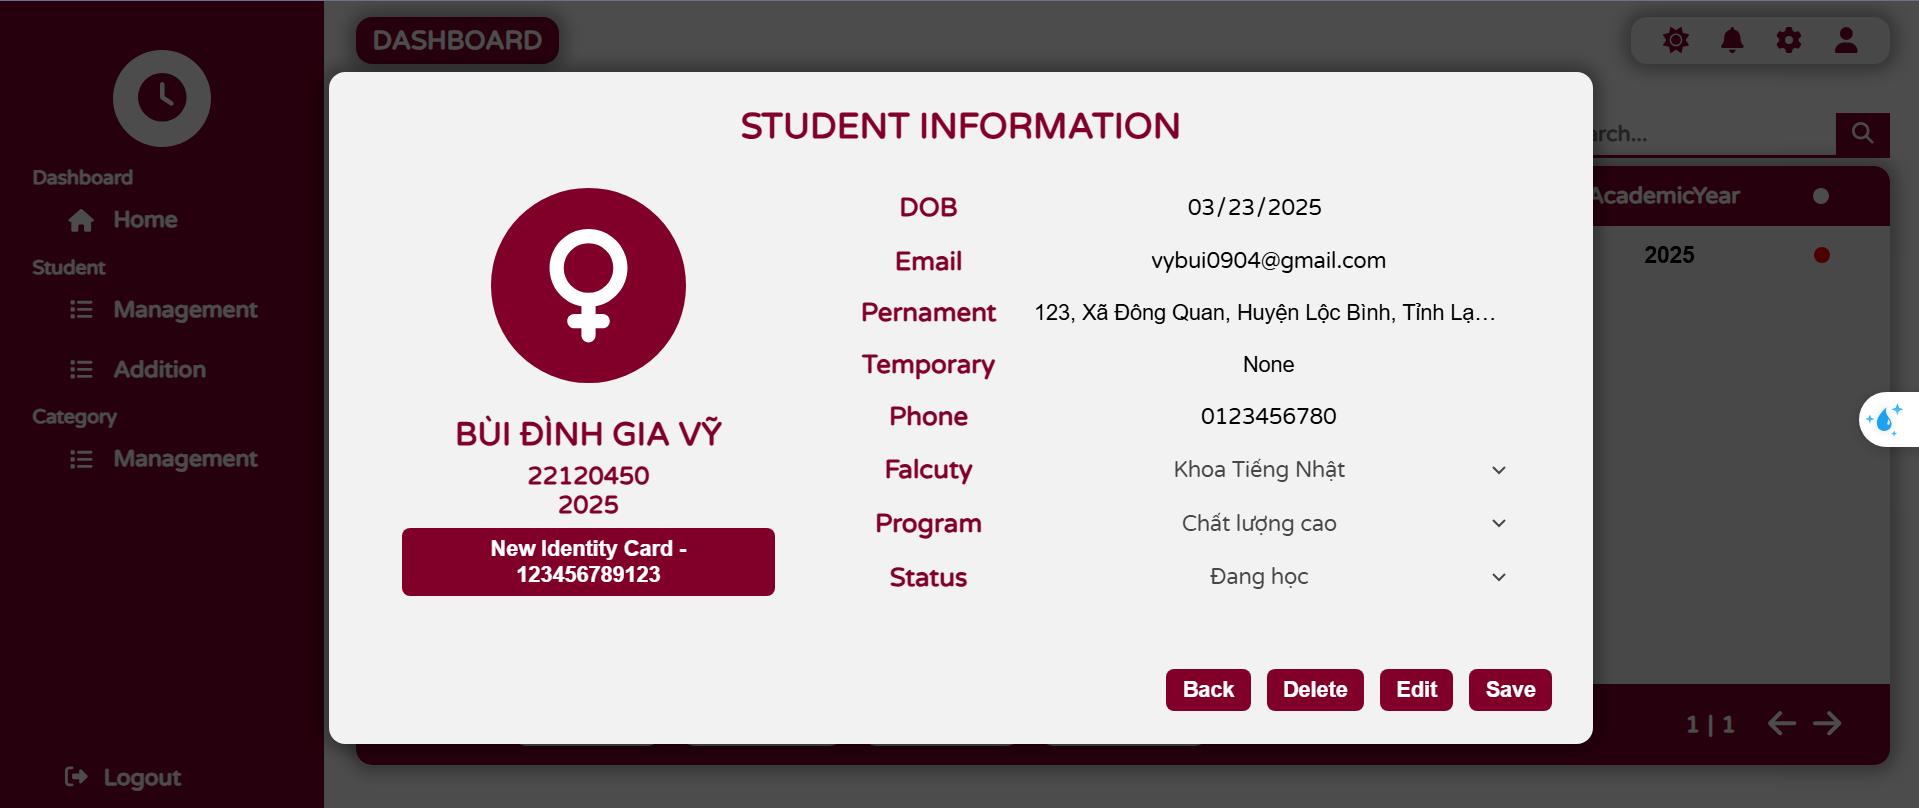 DASHBOARD
Dashboard
Home
Student
Management
Addition
Category
Management
Logout
STUDENT INFORMATION
BÙI ĐÌNH GIA VỸ
22120450
2025
New Identity Card -
123456789123
DOB 03/23/2025
Email vybui0904@gmail.com
Pernament 123, Xã Đông Quan, Huyện Lộc Bình, Tỉnh Lạ...
Temporary None
Phone 0123456780
Falcuty Khoa Tiếng Nhật
Program Chất lượng cao
Status Đang học
Back Delete Edit Save
arch...
AcademicYear
2025
1 | 1